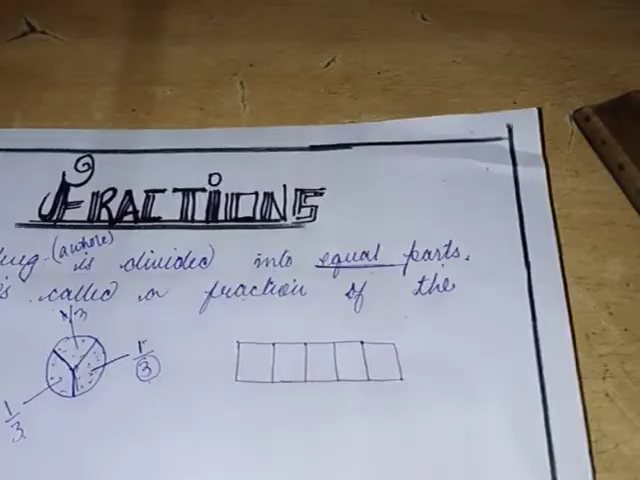 FRACTIONS
(a whole)
is divided into equal parts.
is called a fraction of the
1/3
1/3
1/3